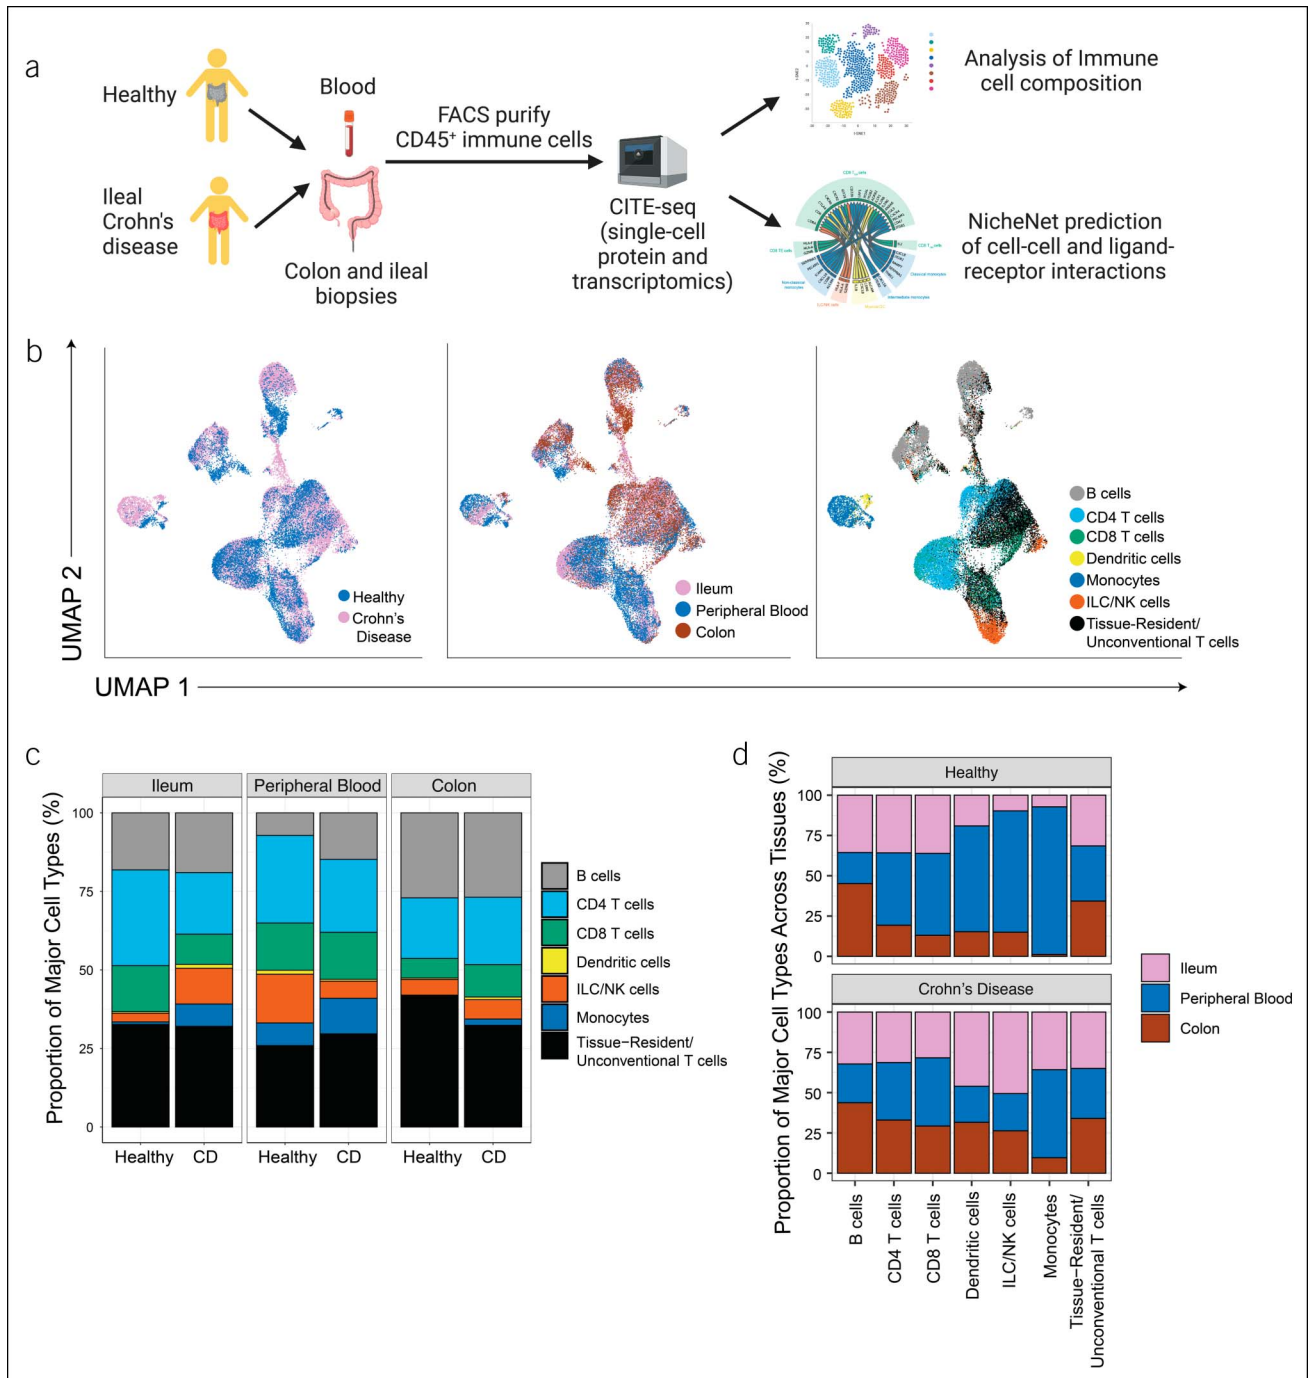 a
Healthy
Ileal
Crohn's
disease
Blood
Colon and ileal
biopsies
FACS purify
CD45+ immune cells
CITE-seq
(single-cell
protein and
transcriptomics)
Analysis of Immune
cell composition
NicheNet prediction
of cell-cell and ligand-
receptor interactions
b
UMAP 2
UMAP 1
Healthy
Crohn's
Disease
Ileum
Peripheral Blood
Colon
B cells
CD4 T cells
CD8 T cells
Dendritic cells
Monocytes
ILC/NK cells
Tissue-Resident/
Unconventional T cells
c
Proportion of Major Cell Types (%)
Ileum
Peripheral Blood
Colon
100
75
50
25
0
Healthy
CD
Healthy
CD
Healthy
CD
B cells
CD4 T cells
CD8 T cells
Dendritic cells
ILC/NK cells
Monocytes
Tissue−Resident/
Unconventional T cells
d
Proportion of Major Cell Types Across Tissues (%)
Healthy
100
75
50
25
0
Crohn's Disease
100
75
50
25
0
B cells
CD4 T cells
CD8 T cells
Dendritic cells
ILC/NK cells
Monocytes
Tissue−Resident/
Unconventional T cells
Ileum
Peripheral Blood
Colon